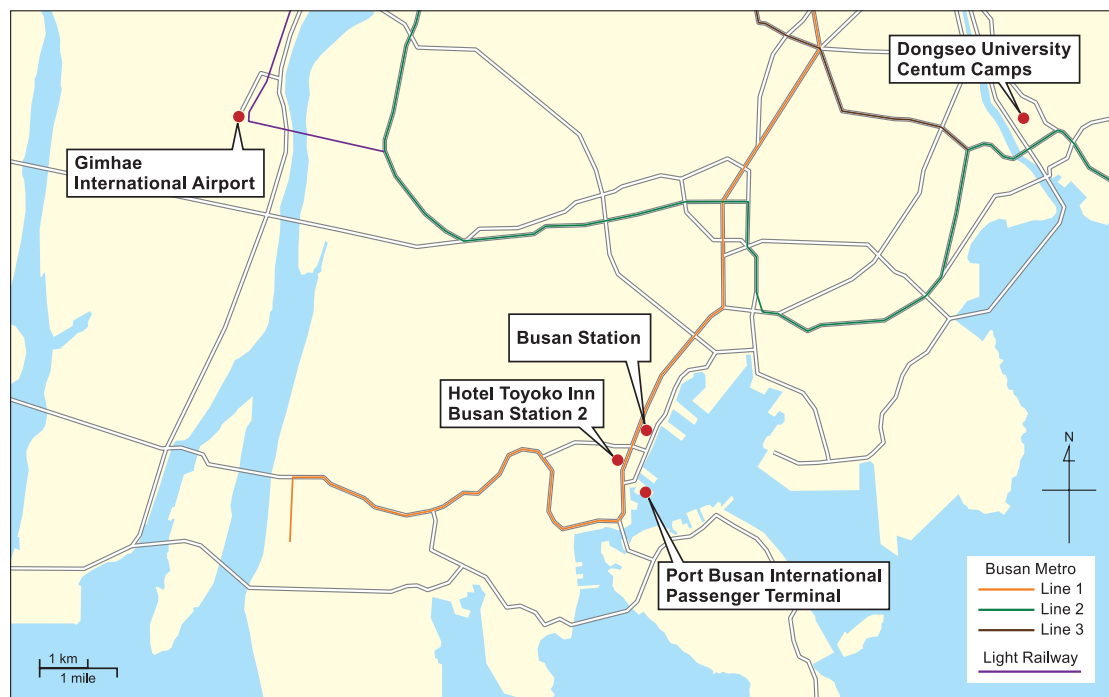 Dongseo University
Centum Camps
Gimhae
International Airport
Busan Station
Hotel Toyoko Inn
Busan Station 2
N
Port Busan International
Passenger Terminal
Busan Metro
Line 1
Line 2
Line 3
Light Railway
1 km
1 mile